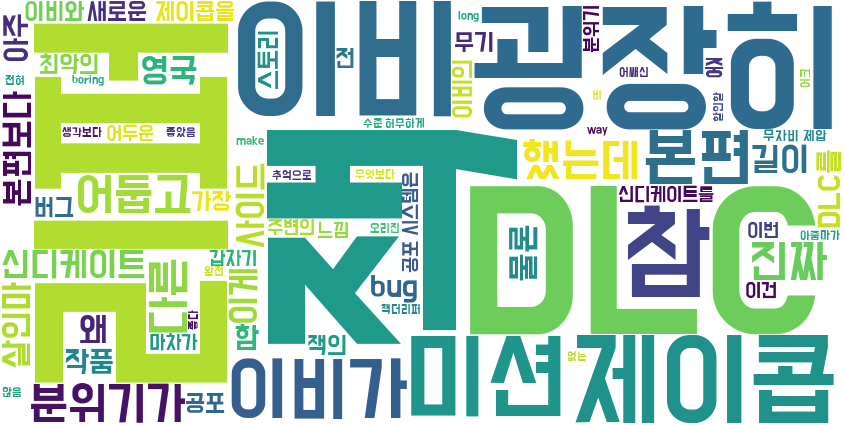 이비와 새로운 제이콥을
아주
최악의 영국
전혀 boring
스토리 전
이비
무기 long
이비의
굉장히
분위기
어쌔신
중
생각보다 어두운 좋았음
본편보다
어둡고 가장
버그
사이드
make
추억으로 무엇보다
주변의 느낌
오리진
공포 시스템은
수준 허무하게
way
했는데 본편 길이
무자비 제압
DLC를
신디케이트를
DLC
물론
참
이번
아줌마가
진짜
이건
신디케이트
살인마
갑자기
완전
이게
함
왜
작품
마차가
bug
잭더리퍼
잭의
없는
않음
분위기가 공포
이비가 미션 제이콥